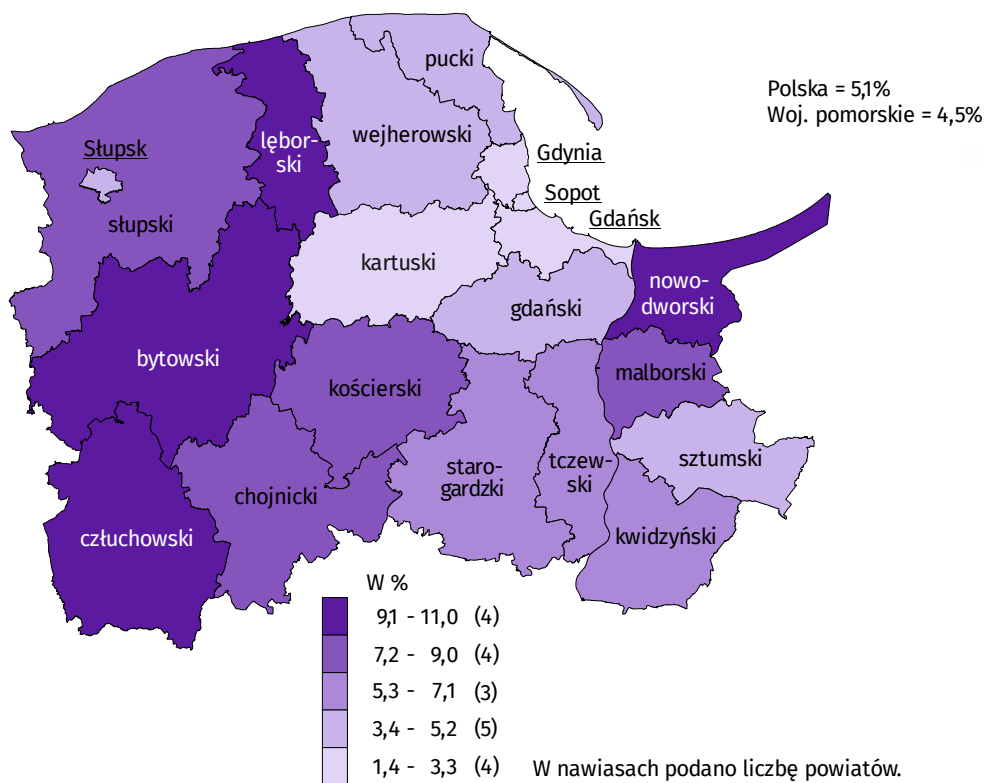 pucki
Polska = 5,1%
Woj. pomorskie = 4,5%
wejherowski
lębor-
ski
Słupsk
Gdynia
Sopot
Gdańsk
słupski
kartuski
nowo-
dworski
gdański
bytowski
kościerski
malborski
staro-
gardzki
tczew-
ski
sztumski
chojnicki
człuchowski
kwidzyński
W %
9,1 - 11,0 (4)
7,2 - 9,0 (4)
5,3 - 7,1 (3)
3,4 - 5,2 (5)
1,4 - 3,3 (4)
W nawiasach podano liczbę powiatów.